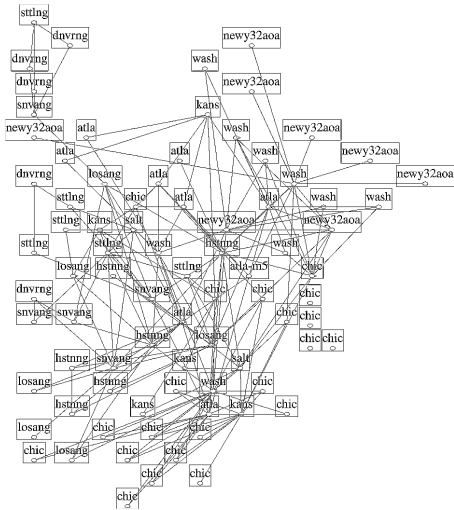 sttlng
dnvrng newy32aoa
dnvrng wash
dnvrng newy32aoa
snvang kans
newy32aoa atla wash newy32aoa
atla atla wash newy32aoa
dnvrng losang atla wash newy32aoa
sttlng chic atla atla wash wash
sttlng kans salt newy32aoa newy32aoa
sttlng sttlng wash hstnng wash
losang hstnng sttlng atla-m5 chic
dnvrng snvang chic chic chic
snvang snvang atla chic chic
hstnng losang chic chic
hstnng snvang kans salt
losang hstnng wash chic
hstnng kans atla kans chic
losang chic chic chic
chic losang chic chic
chic chic
chic